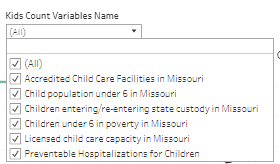 Kids Count Variables Name
(All)
(All)
Accredited Child Care Facilities in Missouri
Child population under 6 in Missouri
Children entering/re-entering state custody in Missouri
Children under 6 in poverty in Missouri
Licensed child care capacity in Missouri
Preventable Hospitalizations for Children